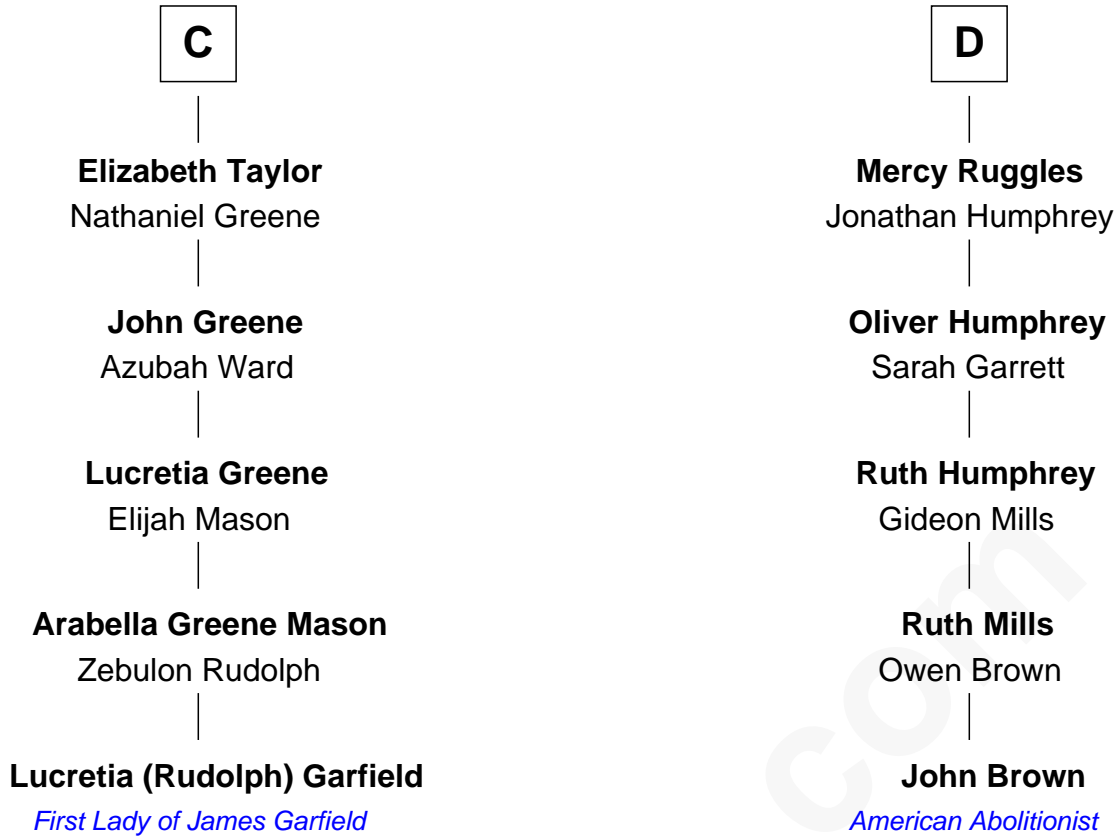 C
Elizabeth Taylor
Nathaniel Greene
John Greene
Azubah Ward
Lucretia Greene
Elijah Mason
Arabella Greene Mason
Zebulon Rudolph
Lucretia (Rudolph) Garfield
First Lady of James Garfield
D
Mercy Ruggles
Jonathan Humphrey
Oliver Humphrey
Sarah Garrett
Ruth Humphrey
Gideon Mills
Ruth Mills
Owen Brown
John Brown
American Abolitionist
com